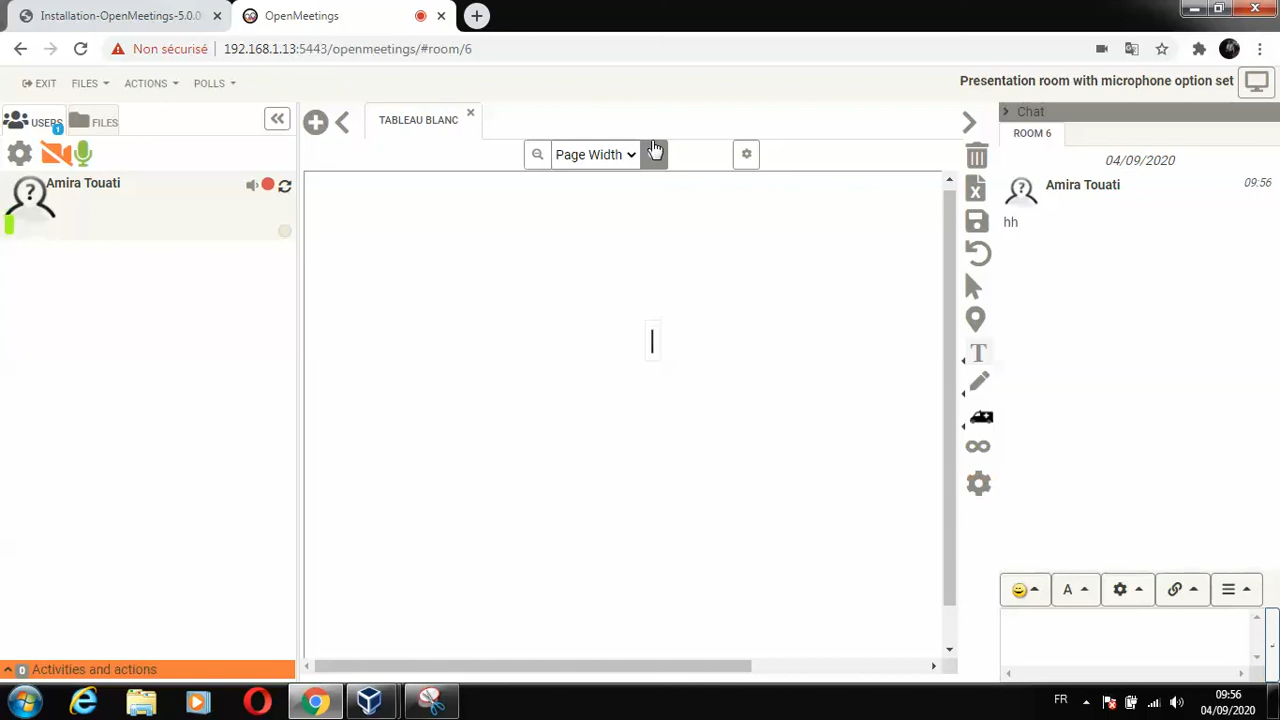 Installation-OpenMeetings-5.0.0
OpenMeetings
Non sécurisé
192.168.1.13:5443/openmeetings/#room/6
EXIT
FILES
ACTIONS
POLLS
Presentation room with microphone option set
USERS
1
FILES
TABLEAU BLANC
Chat
ROOM 6
Page Width
04/09/2020
Amira Touati
Amira Touati
09:56
hh
T
A
0 Activities and actions
FR
09:56
04/09/2020